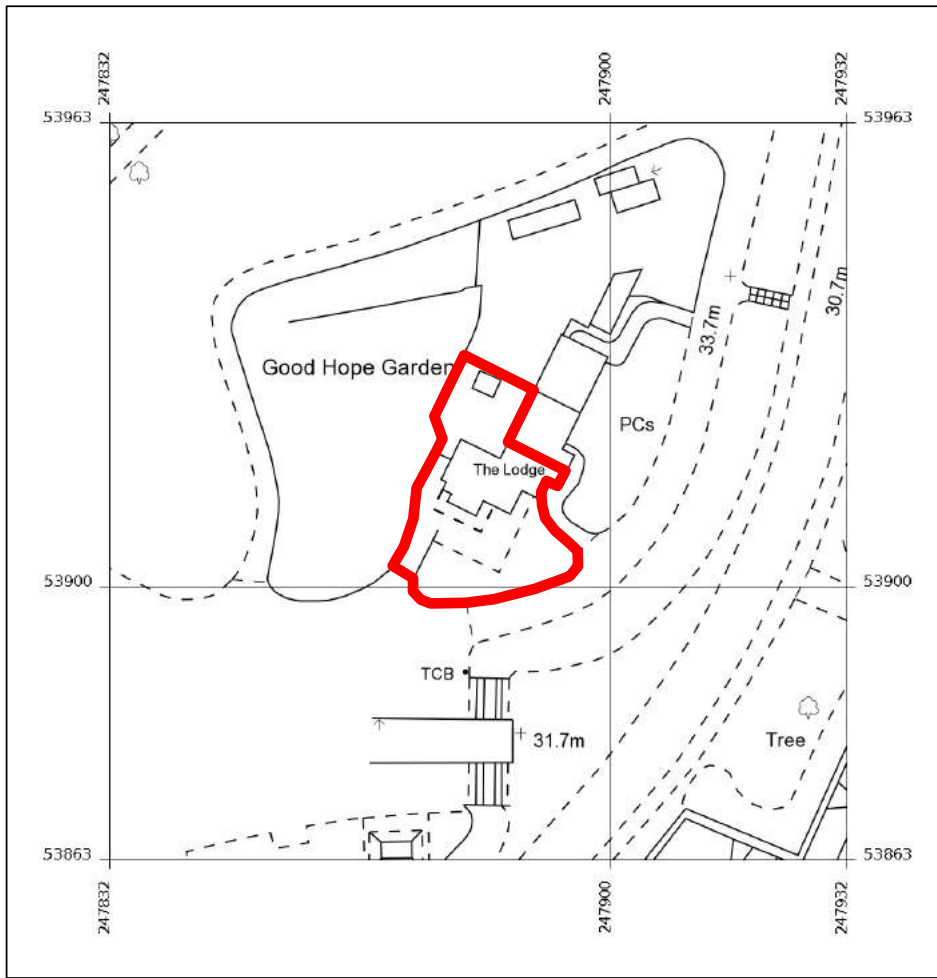 247832
247900
247932
53963
53963
30.7m
33.7m
Good Hope Garden
PCs
The Lodge
53900
53900
TCB
31.7m
Tree
53863
53863
247832
247900
247932